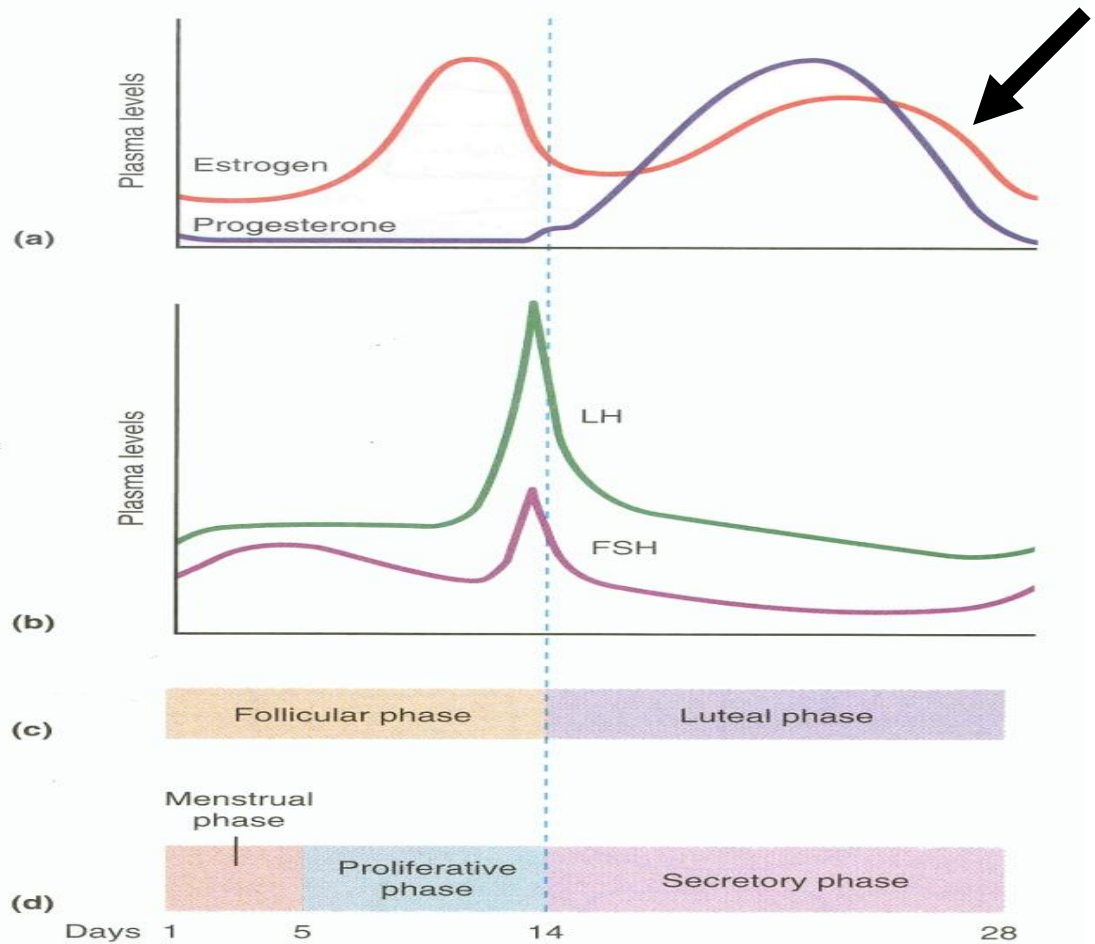 Plasma levels
Estrogen
Progesterone
(a)
Plasma levels
LH
FSH
(b)
Follicular phase
Luteal phase
(c)
Menstrual
phase
Proliferative
phase
Secretory phase
(d)
Days 1 5 14 28